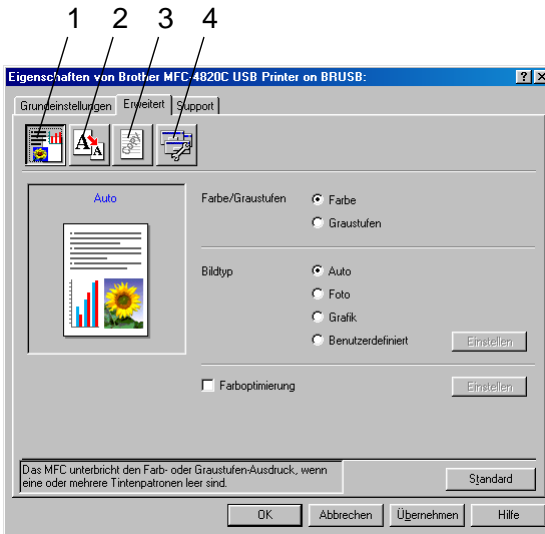 1 2 3 4
Eigenschaften von Brother MFC-4820C USB Printer on BRUSB:
Grundeinstellungen Erweitert Support
A A Copy
Auto
Farbe/Graustufen
Farbe
Graustufen
Bildtyp
Auto
Foto
Grafik
Benutzerdefiniert Einstellen
Farboptimierung Einstellen
Das MFC unterbricht den Farb- oder Graustufen-Ausdruck, wenn
eine oder mehrere Tintenpatronen leer sind.
Standard
OK Abbrechen Übernehmen Hilfe